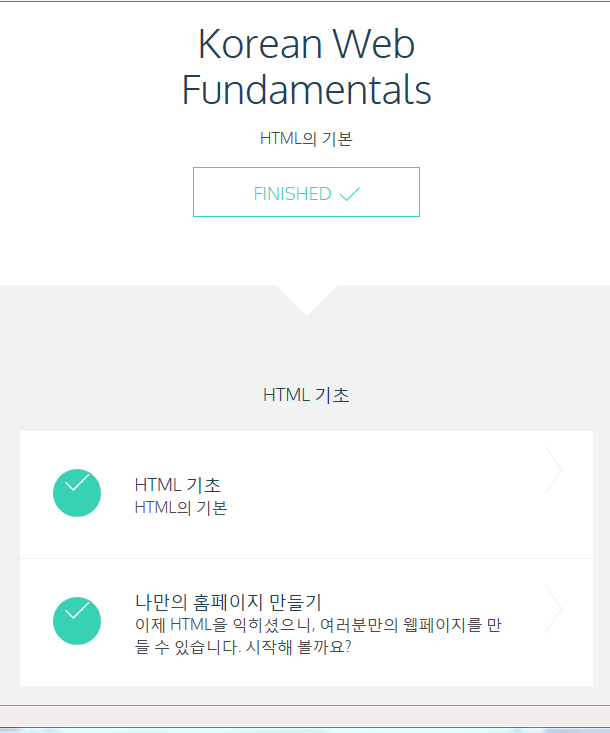 Korean Web
Fundamentals
HTML의 기본
FINISHED
HTML 기초
HTML 기초
HTML의 기본
나만의 홈페이지 만들기
이제 HTML을 익히셨으니, 여러분만의 웹페이지를 만
들 수 있습니다. 시작해 볼까요?